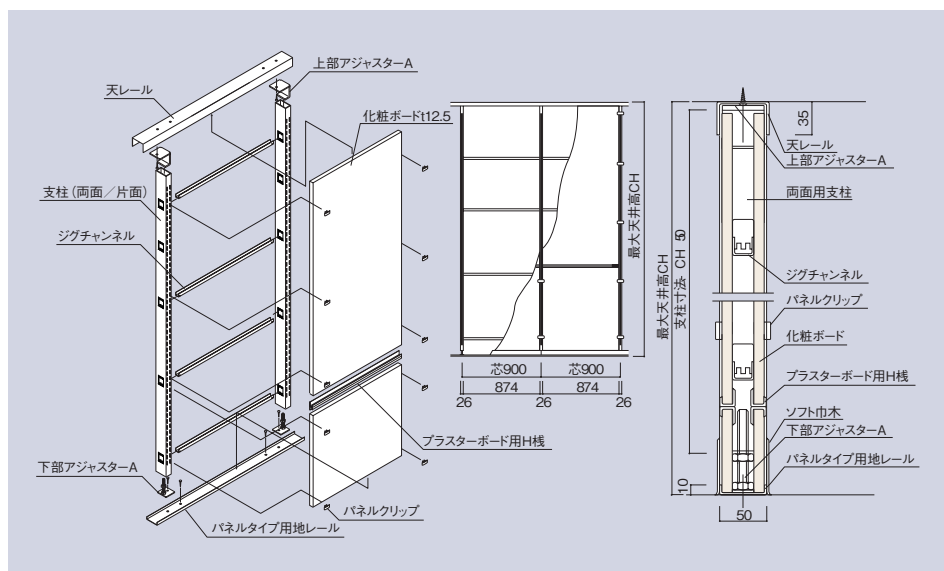 上部アジャスターA
天レール
化粧ボードt12.5
支柱（両面／片面）
ジグチャンネル
下部アジャスターA
プラスターボード用H桟
パネルクリップ
パネルタイプ用地レール
最大天井高CH
芯900
芯900
874
874
26
26
26
最大天井高CH
支柱寸法 CH 50
35
天レール
上部アジャスターA
両面用支柱
ジグチャンネル
パネルクリップ
化粧ボード
プラスターボード用H桟
ソフト巾木
下部アジャスターA
パネルタイプ用地レール
10
50